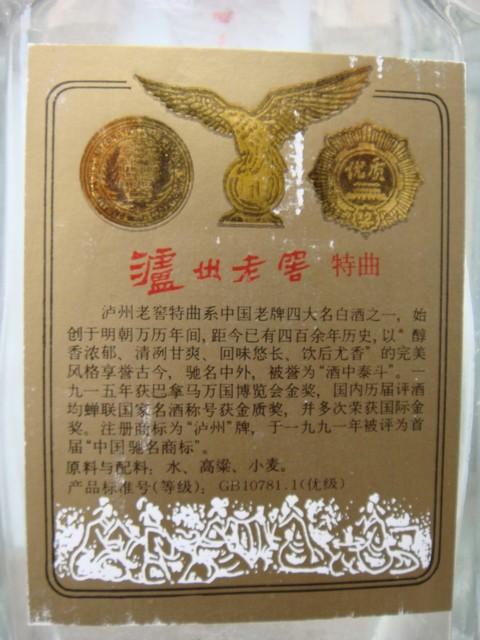 优质
泸州老窖 特曲
泸州老窖特曲系中国老牌四大名白酒之一，始
创于明朝万历年间，距今已有四百余年历史，以“醇
香浓郁、清冽甘爽、回味悠长、饮后尤香”的完美
风格享誉古今，驰名中外，被誉为“酒中泰斗”。一
九一五年获巴拿马万国博览会金奖，国内历届评酒
均蝉联国家名酒称号获金质奖，并多次荣获国际金
奖。注册商标为“泸州”牌，于一九九一年被评为首
届“中国驰名商标”。
原料与配料：水、高粱、小麦。
产品标准号(等级)：GB10781.1(优级)